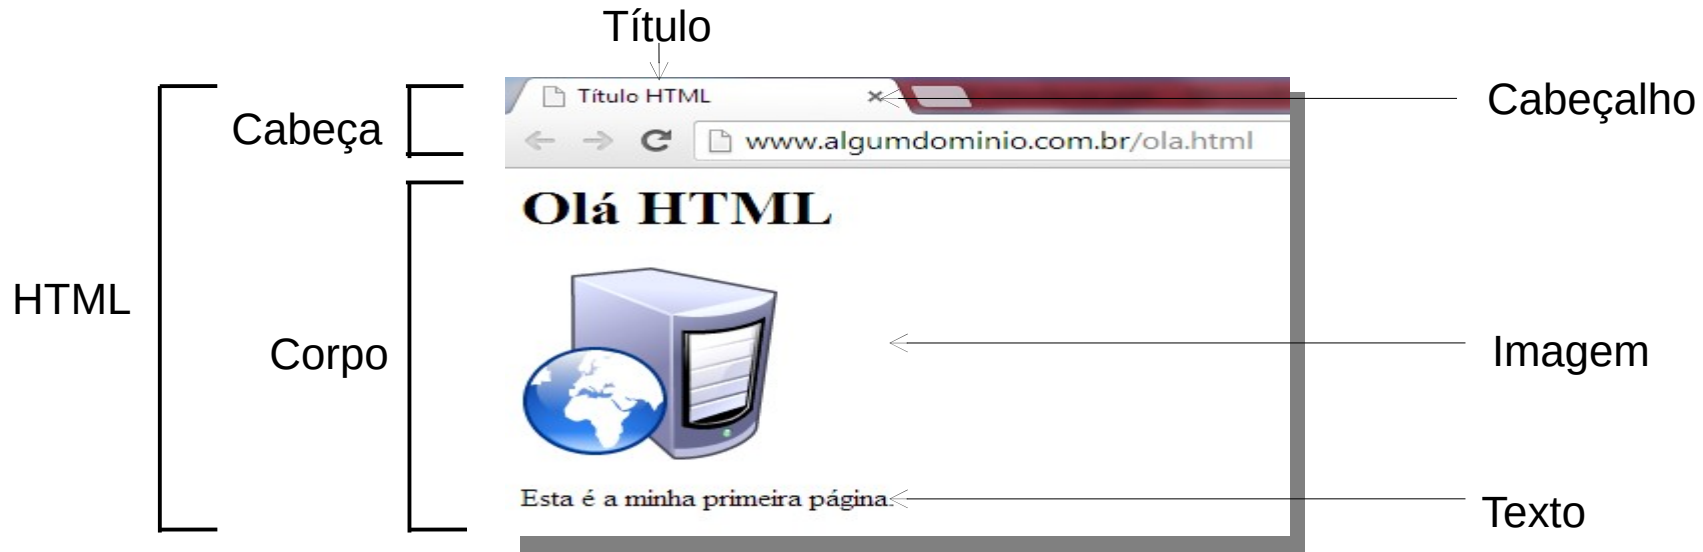 Título
Título HTML
Cabeçalho
Cabeça
www.algumdominio.com.br/ola.html
Olá HTML
HTML
Corpo
Imagem
Esta é a minha primeira página.
Texto